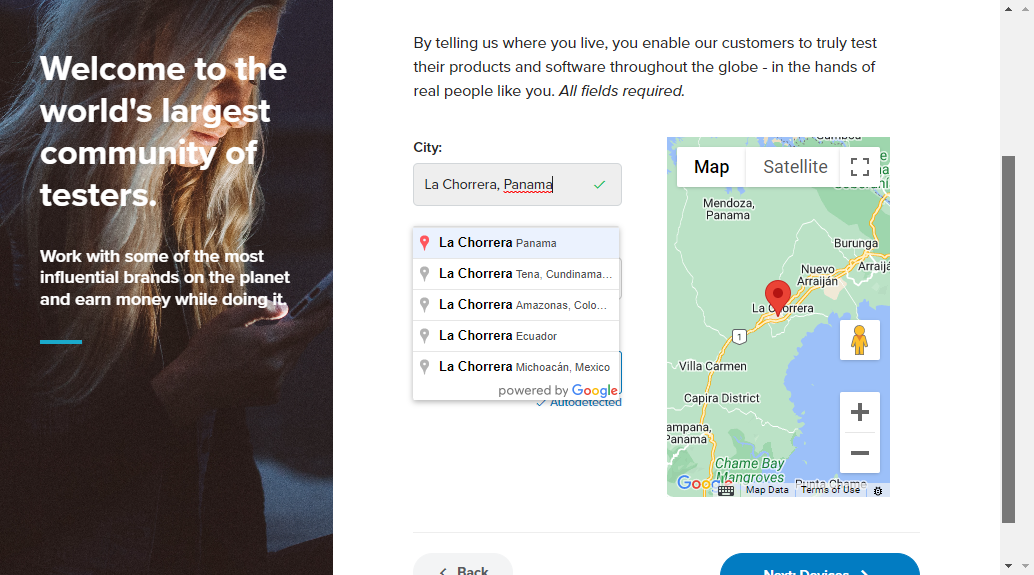 Welcome to the
world's largest
community of
testers.
Work with some of the most
influential brands on the planet
and earn money while doing it.
By telling us where you live, you enable our customers to truly test
their products and software throughout the globe - in the hands of
real people like you. All fields required.
City:
La Chorrera, Panama
La Chorrera Panama
La Chorrera Tena, Cundinama...
La Chorrera Amazonas, Colo...
La Chorrera Ecuador
La Chorrera Michoacán, Mexico
powered by Google
Autodetected
Map
Satellite
Mendoza,
Panama
Burunga
Nuevo
Arraiján
Arraijá
La Chorrera
1
Villa Carmen
Capira District
ampana,
Panama
Chame Bay
Mangroves
Punta Chame
Google
Map Data
Terms of Use
Back
Next: Devices